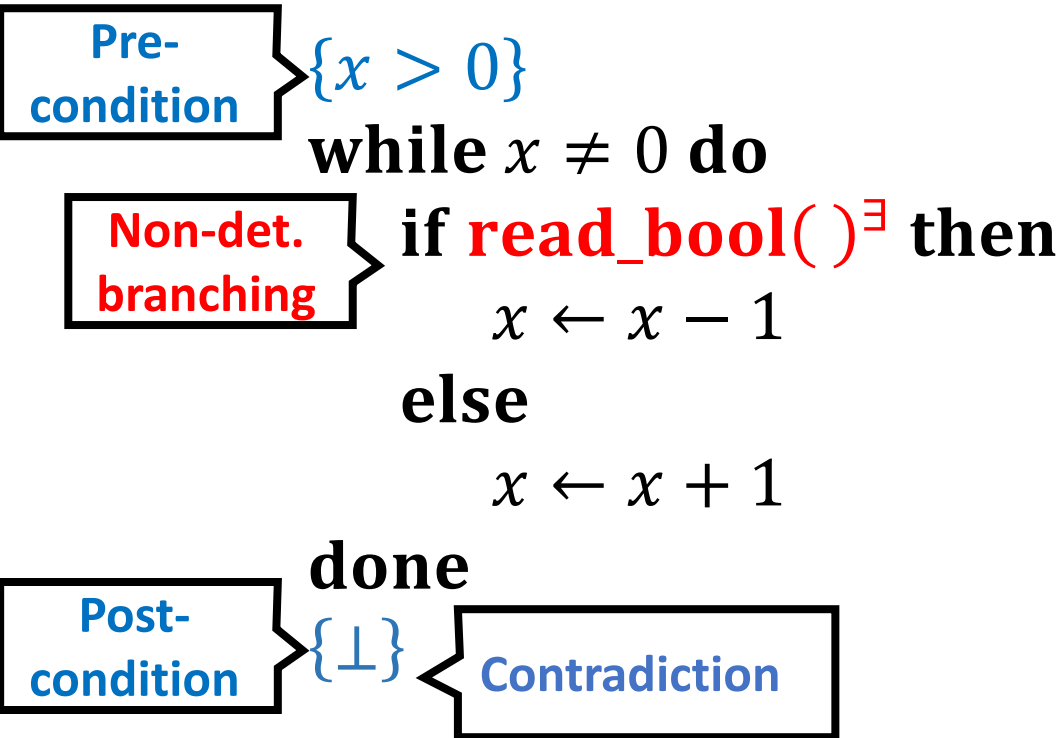 Pre-
condition
{x > 0}
while x ≠ 0 do
Non-det.
branching
if read_bool( )^∃ then
x ← x − 1
else
x ← x + 1
done
Post-
condition
{⊥}
Contradiction